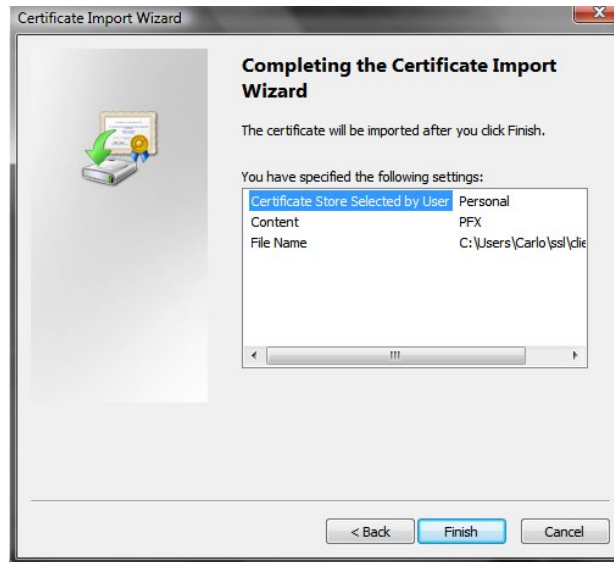 Certificate Import Wizard
Completing the Certificate Import
Wizard
The certificate will be imported after you click Finish.
You have specified the following settings:
Certificate Store Selected by User Personal
Content PFX
File Name C:\Users\Carlo\ssl\clie
< Back Finish Cancel